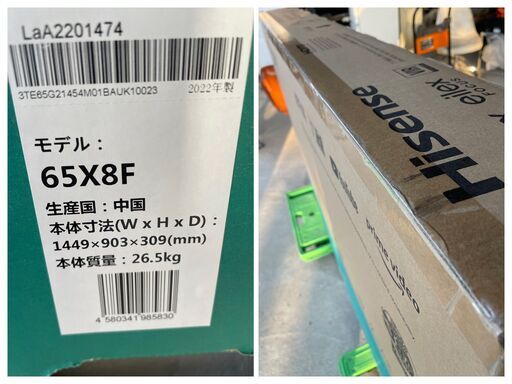 LaA2201474
3TE65G21454M01BAUK10023
2022年製
モデル：
65X8F
生産国：中国
本体寸法(W x H x D)：
1449×903×309(mm)
本体質量：26.5kg
4 580341 985830
Hisense
prime video